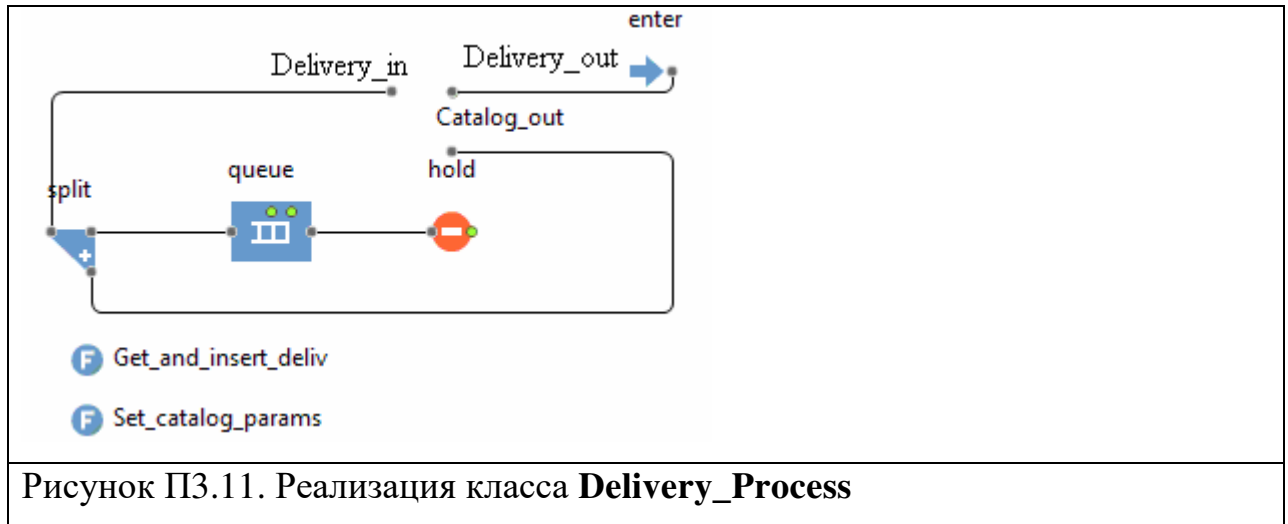 enter
Delivery_in
Delivery_out
Catalog_out
split
queue
hold
F Get_and_insert_deliv
F Set_catalog_params
Рисунок П3.11. Реализация класса Delivery_Process